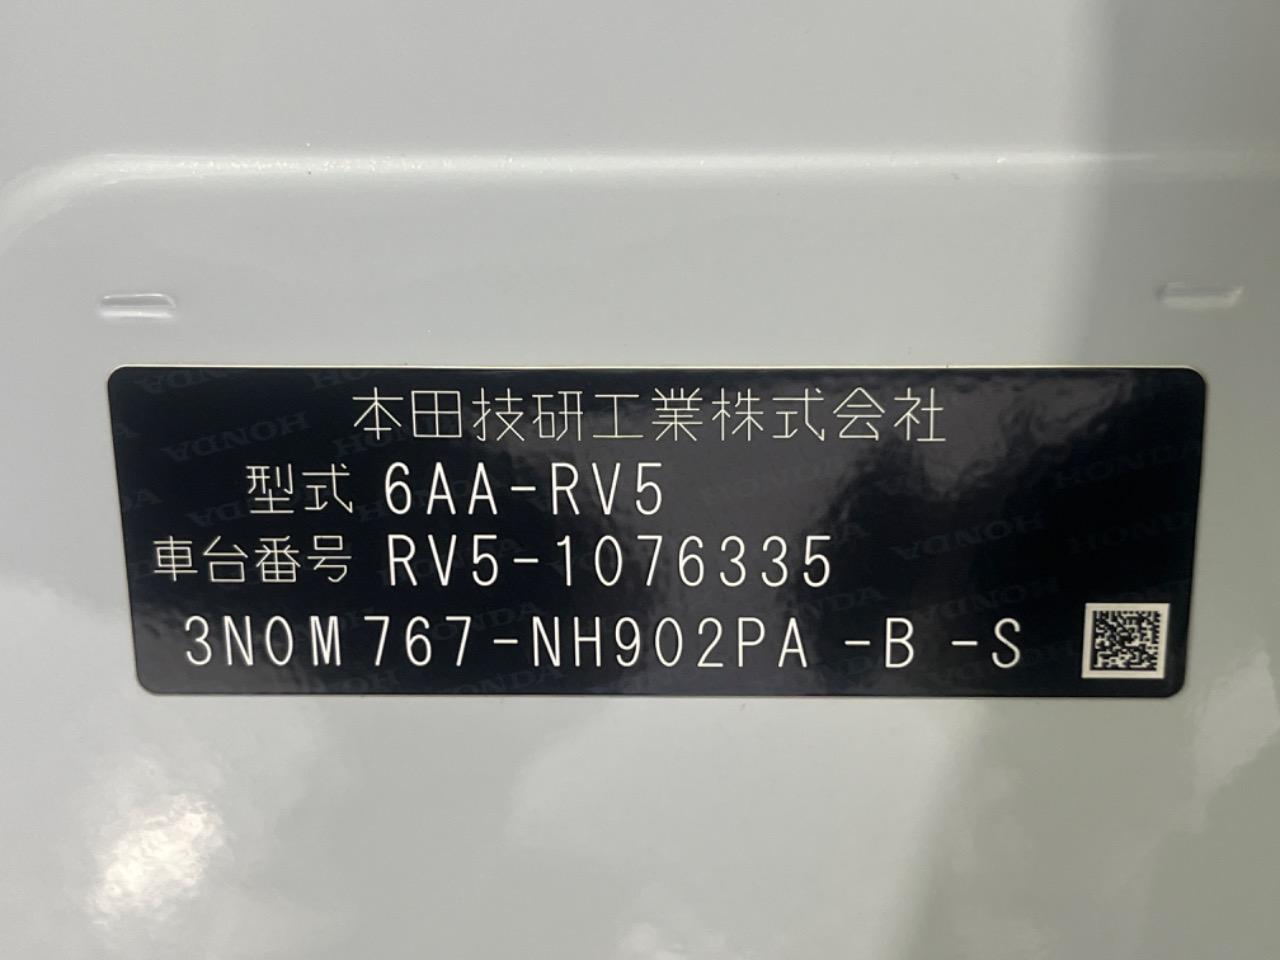 本田技研工業株式会社
型式 6AA-RV5
車台番号 RV5-1076335
3N0M767-NH902PA -B -S